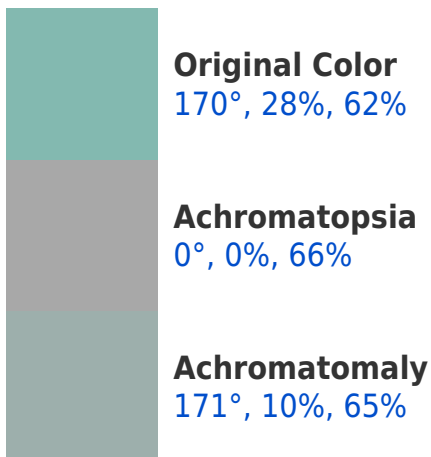 Original Color
170°, 28%, 62%
Achromatopsia
0°, 0%, 66%
Achromatomaly
171°, 10%, 65%